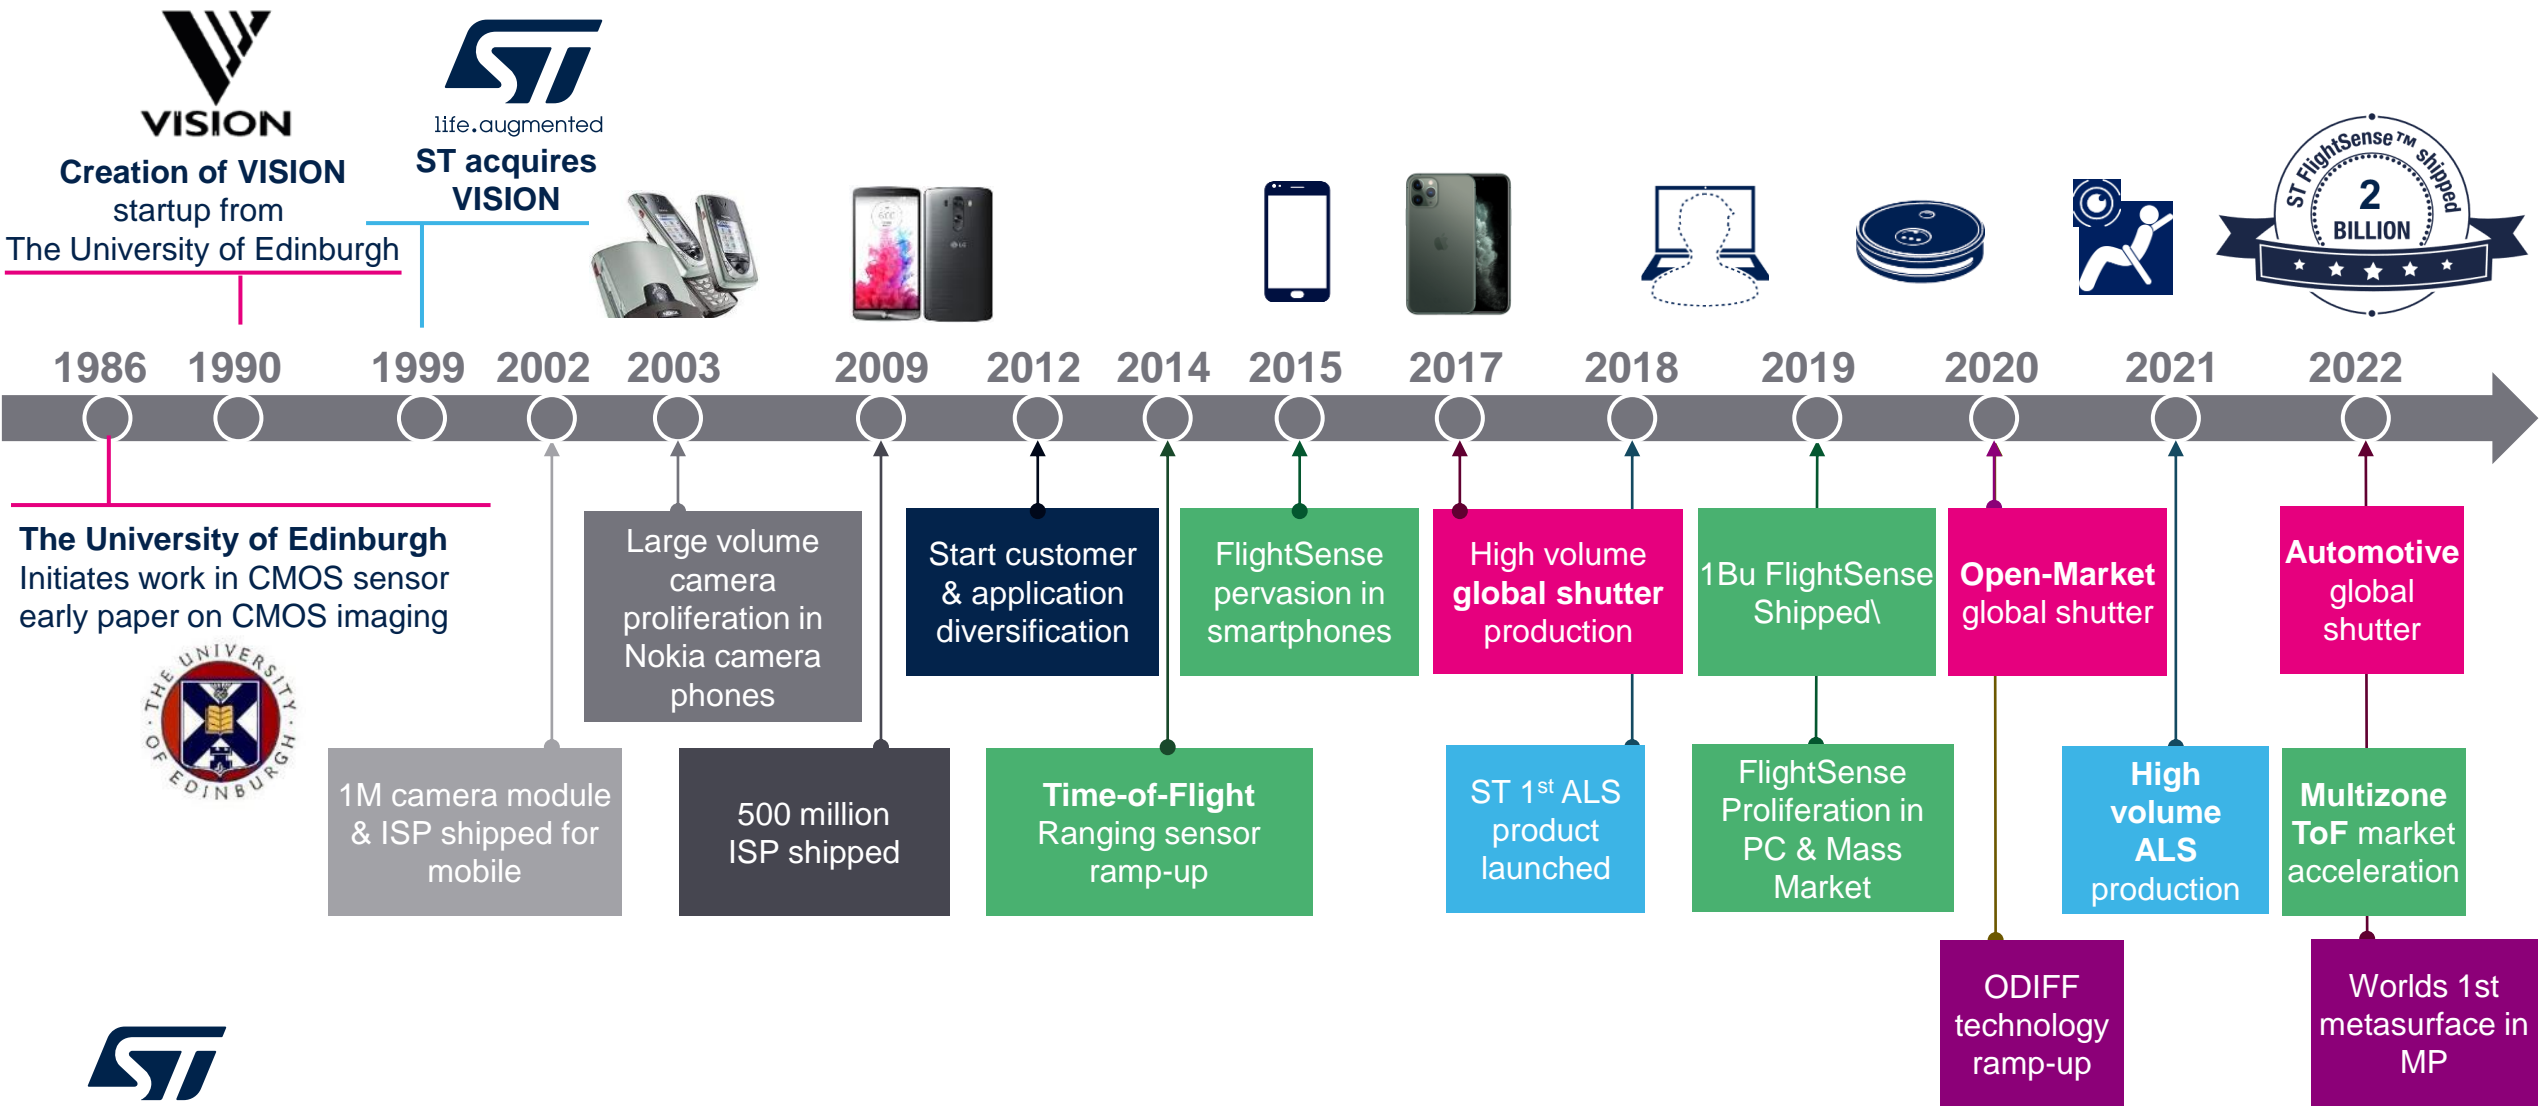 VISION
Creation of VISION
startup from
The University of Edinburgh
ST
life.augmented
ST acquires
VISION
ST FlightSense™ shipped
2
BILLION
1986
1990
1999
2002
2003
2009
2012
2014
2015
2017
2018
2019
2020
2021
2022
The University of Edinburgh
Initiates work in CMOS sensor
early paper on CMOS imaging
THE UNIVERSITY OF EDINBURGH
1M camera module
& ISP shipped for
mobile
Large volume
camera
proliferation in
Nokia camera
phones
500 million
ISP shipped
Start customer
& application
diversification
Time-of-Flight
Ranging sensor
ramp-up
FlightSense
pervasion in
smartphones
High volume
global shutter
production
ST 1st ALS
product
launched
1Bu FlightSense
Shipped\
FlightSense
Proliferation in
PC & Mass
Market
Open-Market
global shutter
ODIFF
technology
ramp-up
High
volume
ALS
production
Automotive
global
shutter
Multizone
ToF market
acceleration
Worlds 1st
metasurface in
MP
ST